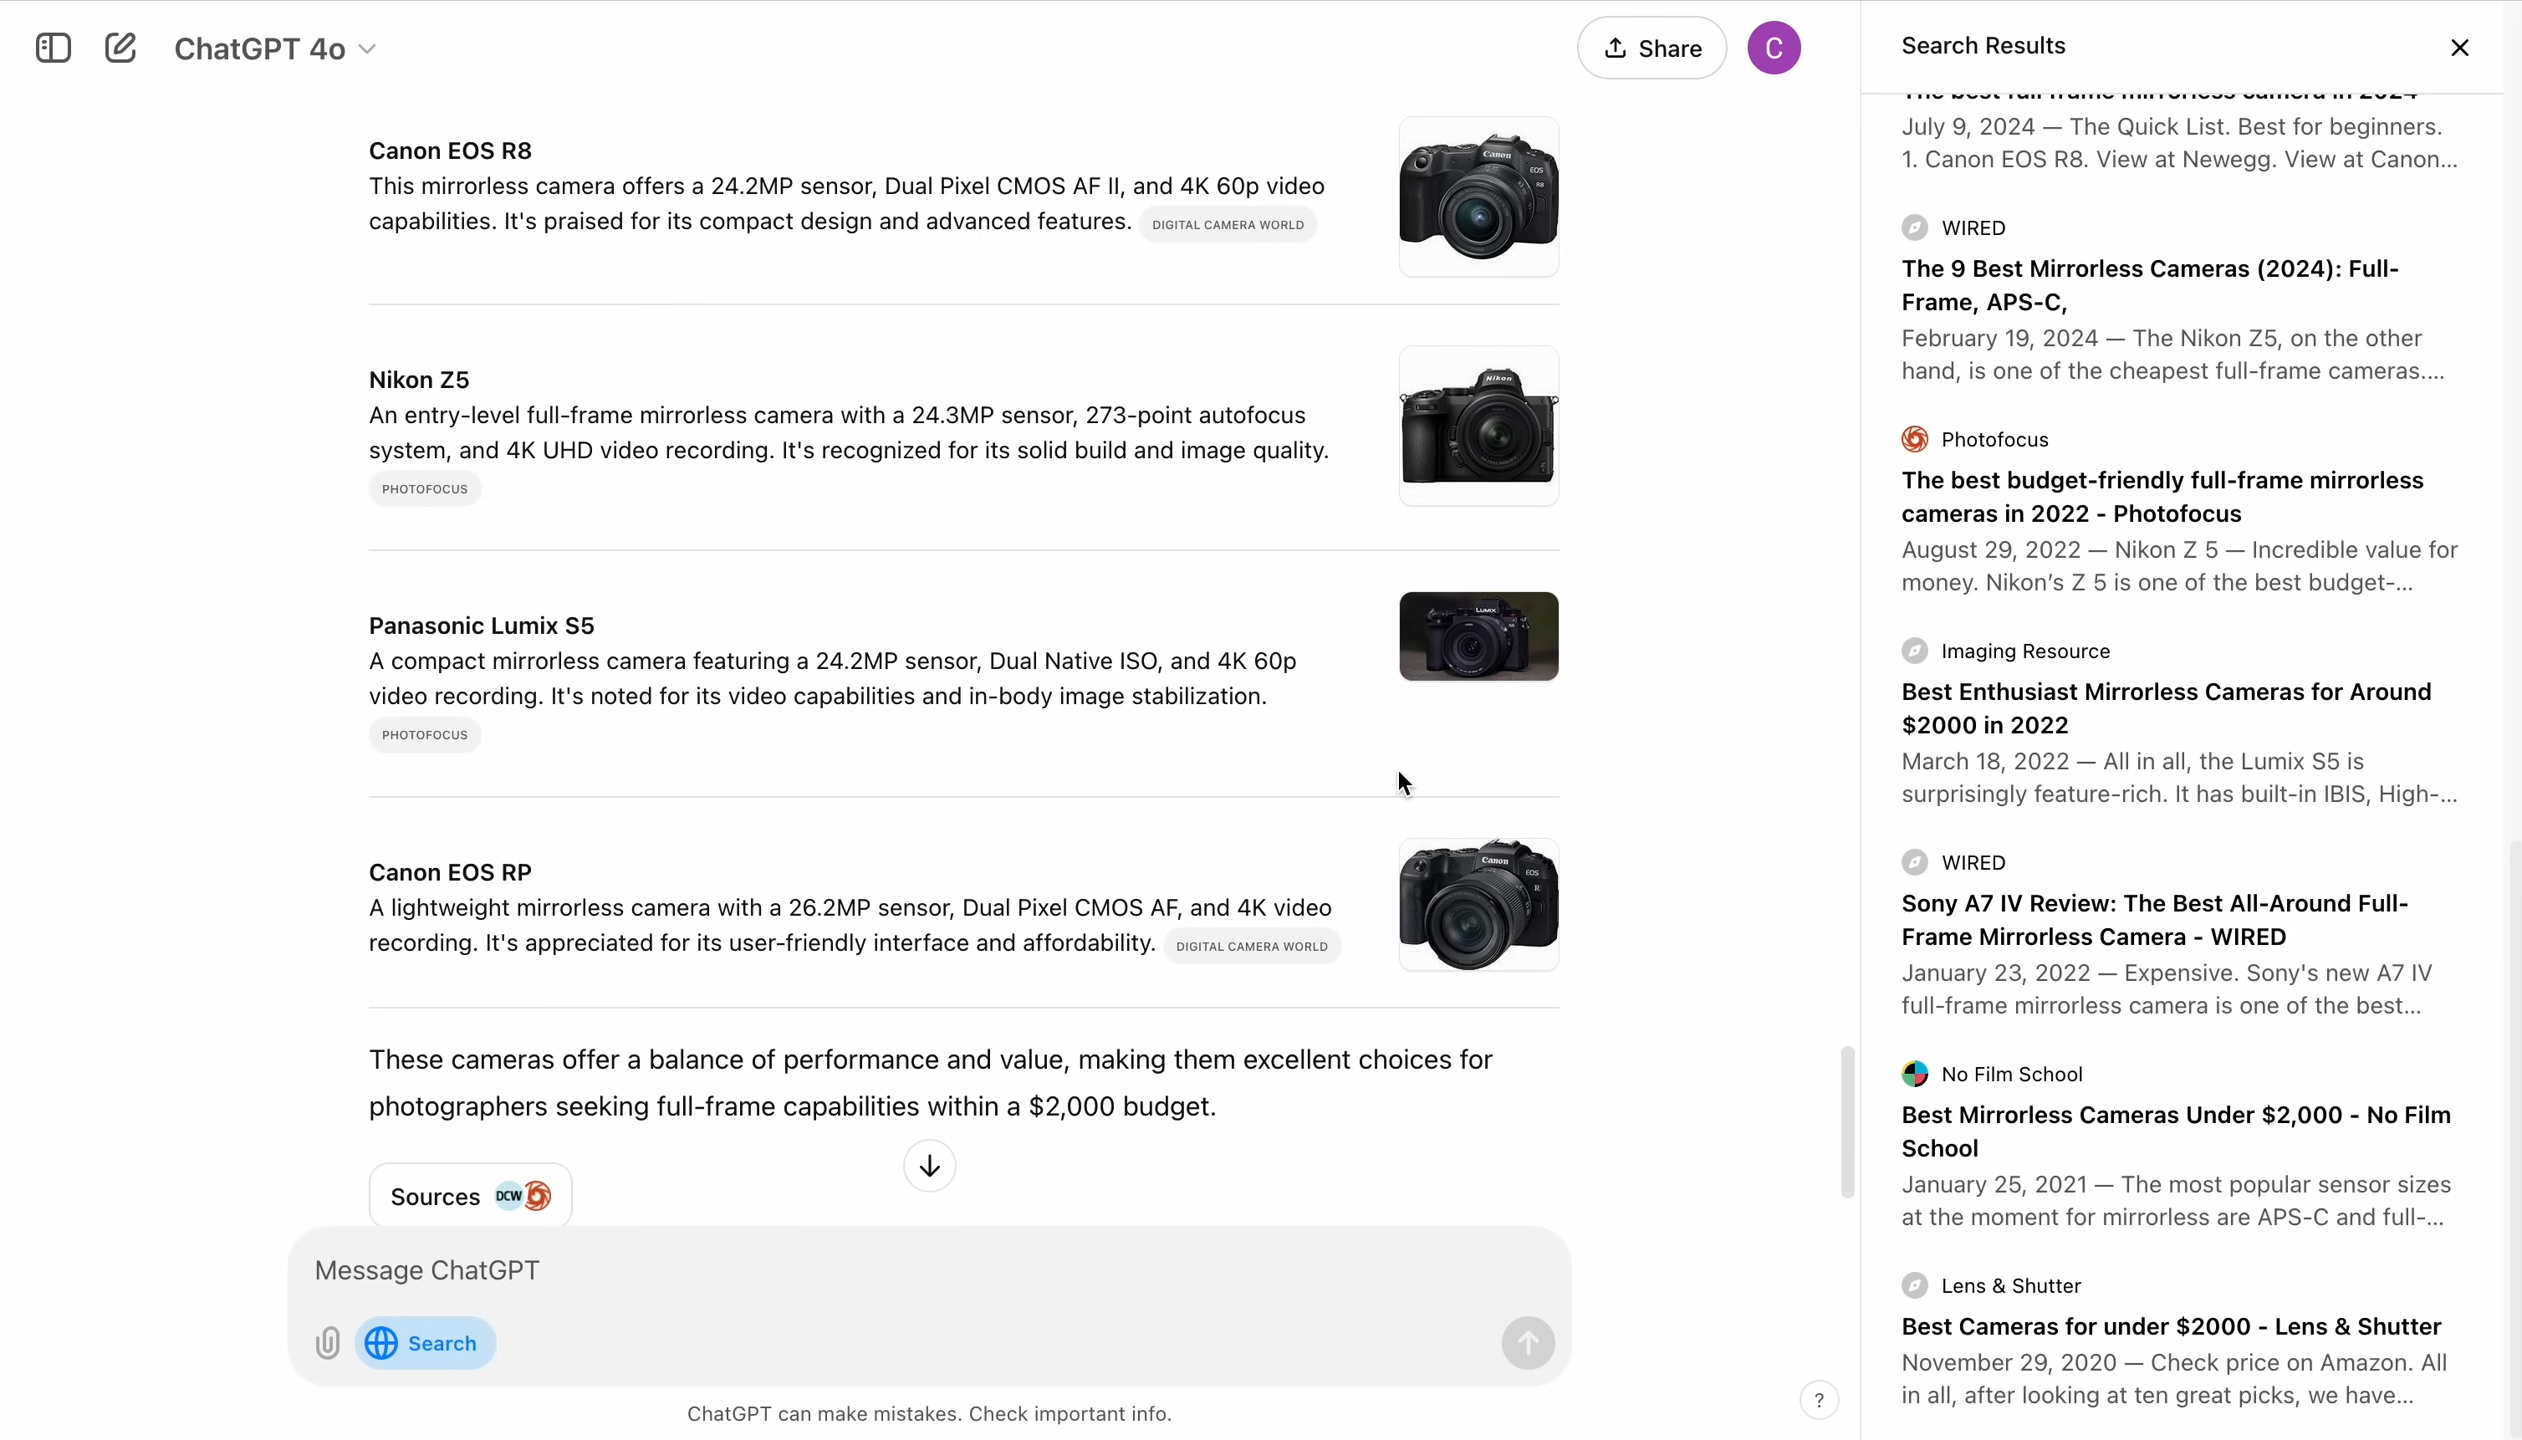 ChatGPT 4o
Share
C
Canon EOS R8
This mirrorless camera offers a 24.2MP sensor, Dual Pixel CMOS AF II, and 4K 60p video
capabilities. It's praised for its compact design and advanced features. DIGITAL CAMERA WORLD
Canon
EOS
R8
Nikon Z5
An entry-level full-frame mirrorless camera with a 24.3MP sensor, 273-point autofocus
system, and 4K UHD video recording. It's recognized for its solid build and image quality.
PHOTOFOCUS
Nikon
Panasonic Lumix S5
A compact mirrorless camera featuring a 24.2MP sensor, Dual Native ISO, and 4K 60p
video recording. It's noted for its video capabilities and in-body image stabilization.
PHOTOFOCUS
LUMIX
Canon EOS RP
A lightweight mirrorless camera with a 26.2MP sensor, Dual Pixel CMOS AF, and 4K video
recording. It's appreciated for its user-friendly interface and affordability. DIGITAL CAMERA WORLD
Canon
EOS
R
These cameras offer a balance of performance and value, making them excellent choices for
photographers seeking full-frame capabilities within a $2,000 budget.
Sources DCW
Message ChatGPT
Search
ChatGPT can make mistakes. Check important info.
?
Search Results
The best full-frame mirrorless camera in 2024
July 9, 2024 — The Quick List. Best for beginners.
1. Canon EOS R8. View at Newegg. View at Canon...
WIRED
The 9 Best Mirrorless Cameras (2024): Full-
Frame, APS-C,
February 19, 2024 — The Nikon Z5, on the other
hand, is one of the cheapest full-frame cameras....
Photofocus
The best budget-friendly full-frame mirrorless
cameras in 2022 - Photofocus
August 29, 2022 — Nikon Z 5 — Incredible value for
money. Nikon’s Z 5 is one of the best budget-...
Imaging Resource
Best Enthusiast Mirrorless Cameras for Around
$2000 in 2022
March 18, 2022 — All in all, the Lumix S5 is
surprisingly feature-rich. It has built-in IBIS, High-...
WIRED
Sony A7 IV Review: The Best All-Around Full-
Frame Mirrorless Camera - WIRED
January 23, 2022 — Expensive. Sony's new A7 IV
full-frame mirrorless camera is one of the best...
No Film School
Best Mirrorless Cameras Under $2,000 - No Film
School
January 25, 2021 — The most popular sensor sizes
at the moment for mirrorless are APS-C and full-...
Lens & Shutter
Best Cameras for under $2000 - Lens & Shutter
November 29, 2020 — Check price on Amazon. All
in all, after looking at ten great picks, we have...